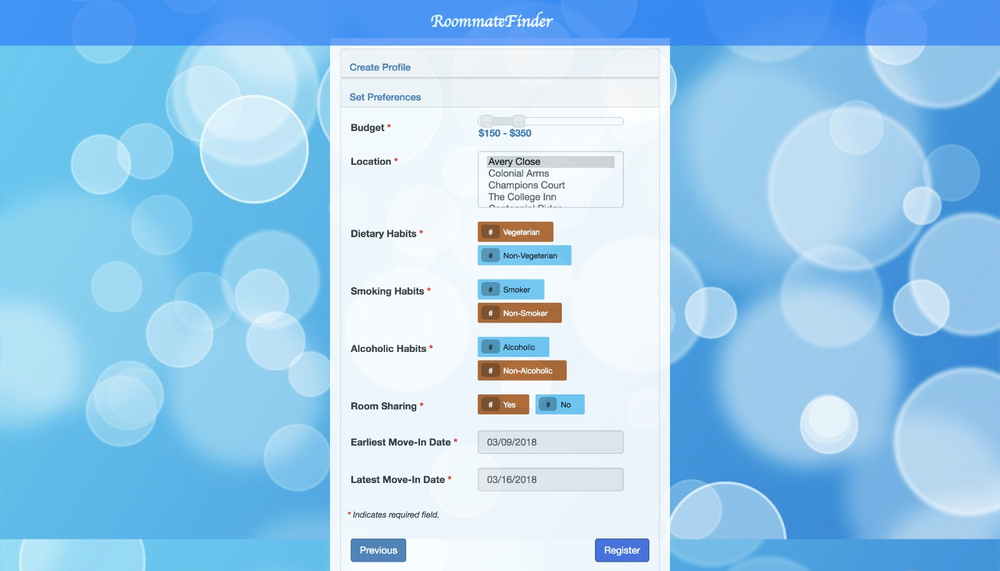 RoommateFinder
Create Profile
Set Preferences
Budget *
$150 - $350
Location *
Avery Close
Colonial Arms
Champions Court
The College Inn
Centennial Ridge
Dietary Habits *
# Vegeterian
# Non-Vegeterian
Smoking Habits *
# Smoker
# Non-Smoker
Alcoholic Habits *
# Alcoholic
# Non-Alcoholic
Room Sharing *
# Yes # No
Earliest Move-In Date * 03/09/2018
Latest Move-In Date * 03/16/2018
* Indicates required field.
Previous Register